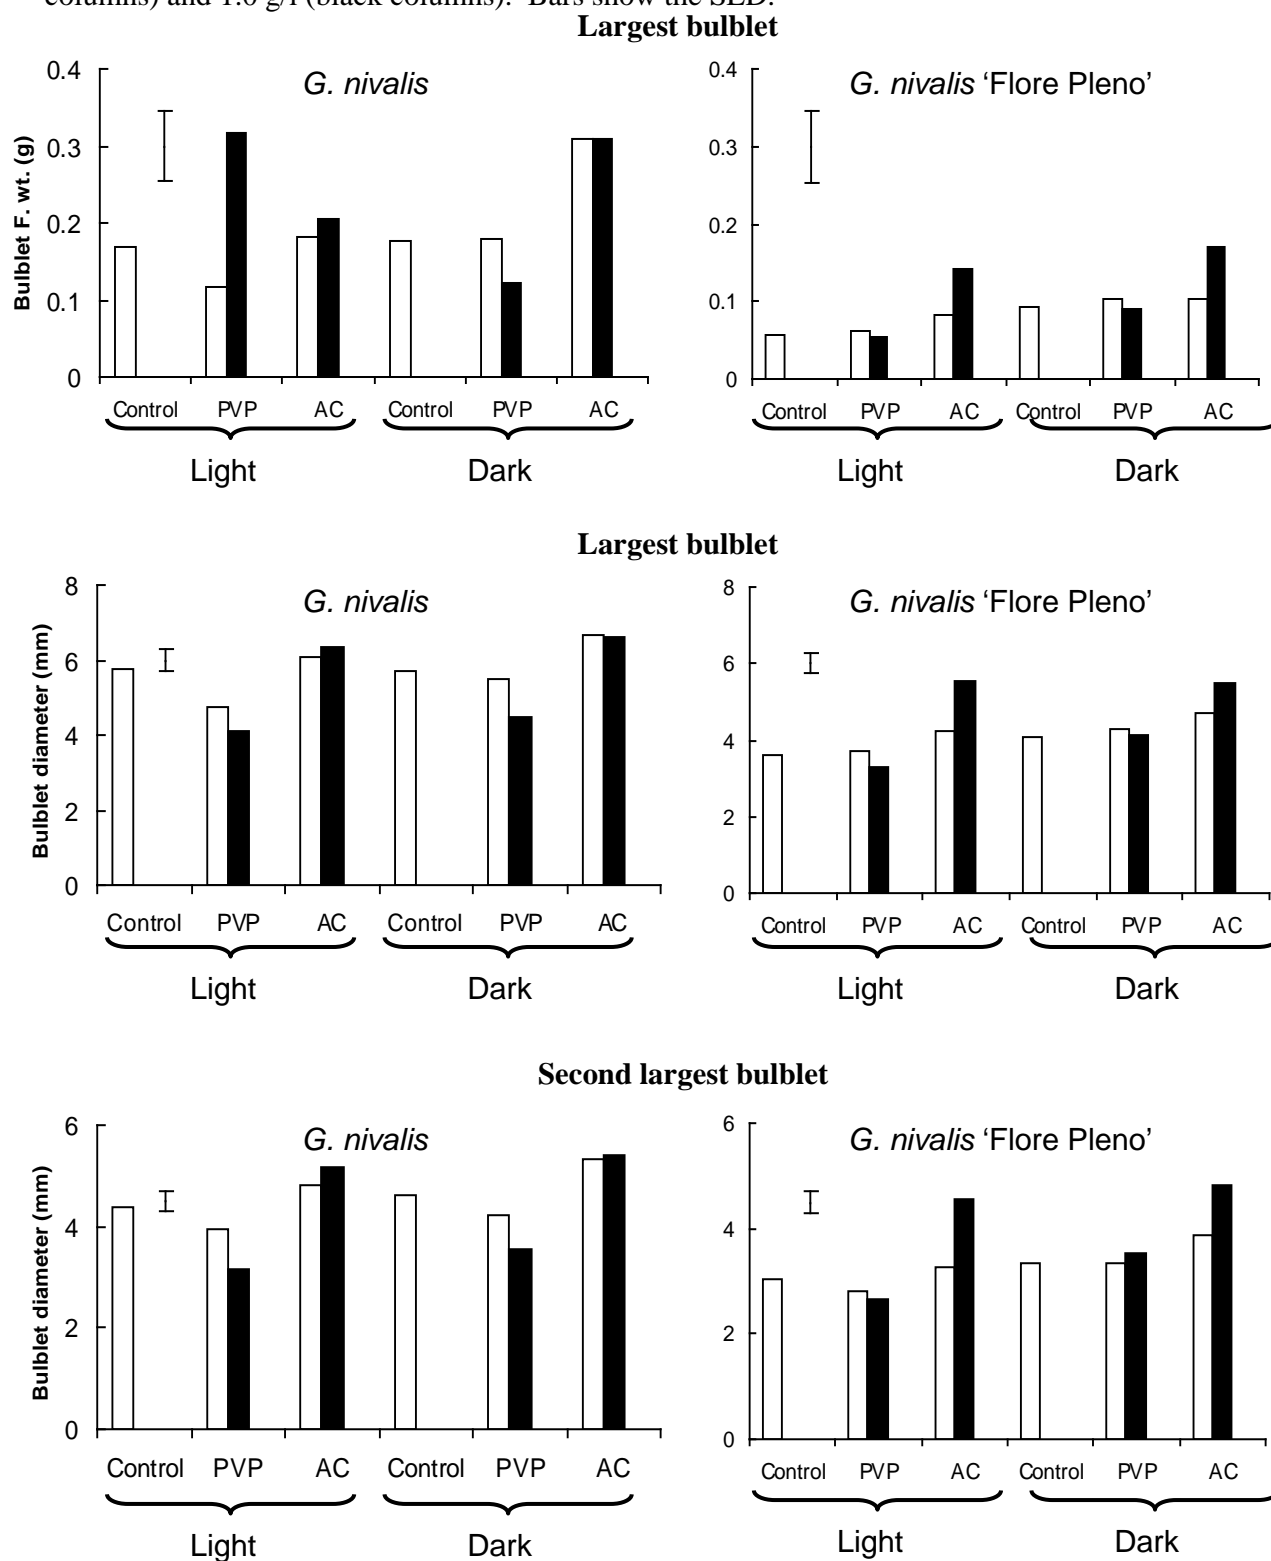 columns) and 1.0 g/l (black columns). Bars show the SED.
Largest bulblet
G. nivalis
G. nivalis ‘Flore Pleno’
Bulblet F. wt. (g)
0.4
0.3
0.2
0.1
0
0.4
0.3
0.2
0.1
0
Control PVP AC Control PVP AC
Control PVP AC Control PVP AC
Light Dark
Light Dark
Largest bulblet
G. nivalis
G. nivalis ‘Flore Pleno’
Bulblet diameter (mm)
8
6
4
2
0
8
6
4
2
0
Control PVP AC Control PVP AC
Control PVP AC Control PVP AC
Light Dark
Light Dark
Second largest bulblet
G. nivalis
G. nivalis ‘Flore Pleno’
Bulblet diameter (mm)
6
4
2
0
6
4
2
0
Control PVP AC Control PVP AC
Control PVP AC Control PVP AC
Light Dark
Light Dark